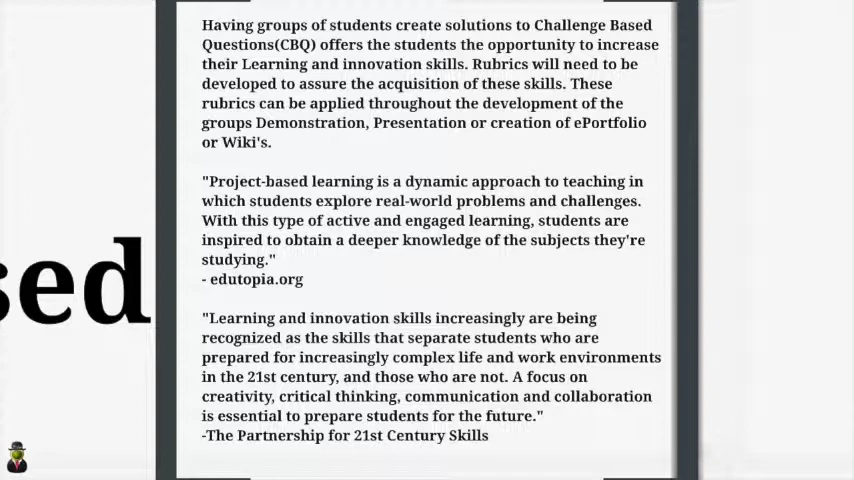 Having groups of students create solutions to Challenge Based
Questions(CBQ) offers the students the opportunity to increase
their Learning and innovation skills. Rubrics will need to be
developed to assure the acquisition of these skills. These
rubrics can be applied throughout the development of the
groups Demonstration, Presentation or creation of ePortfolio
or Wiki's.
"Project-based learning is a dynamic approach to teaching in
which students explore real-world problems and challenges.
With this type of active and engaged learning, students are
inspired to obtain a deeper knowledge of the subjects they're
studying."
- edutopia.org
"Learning and innovation skills increasingly are being
recognized as the skills that separate students who are
prepared for increasingly complex life and work environments
in the 21st century, and those who are not. A focus on
creativity, critical thinking, communication and collaboration
is essential to prepare students for the future."
-The Partnership for 21st Century Skills